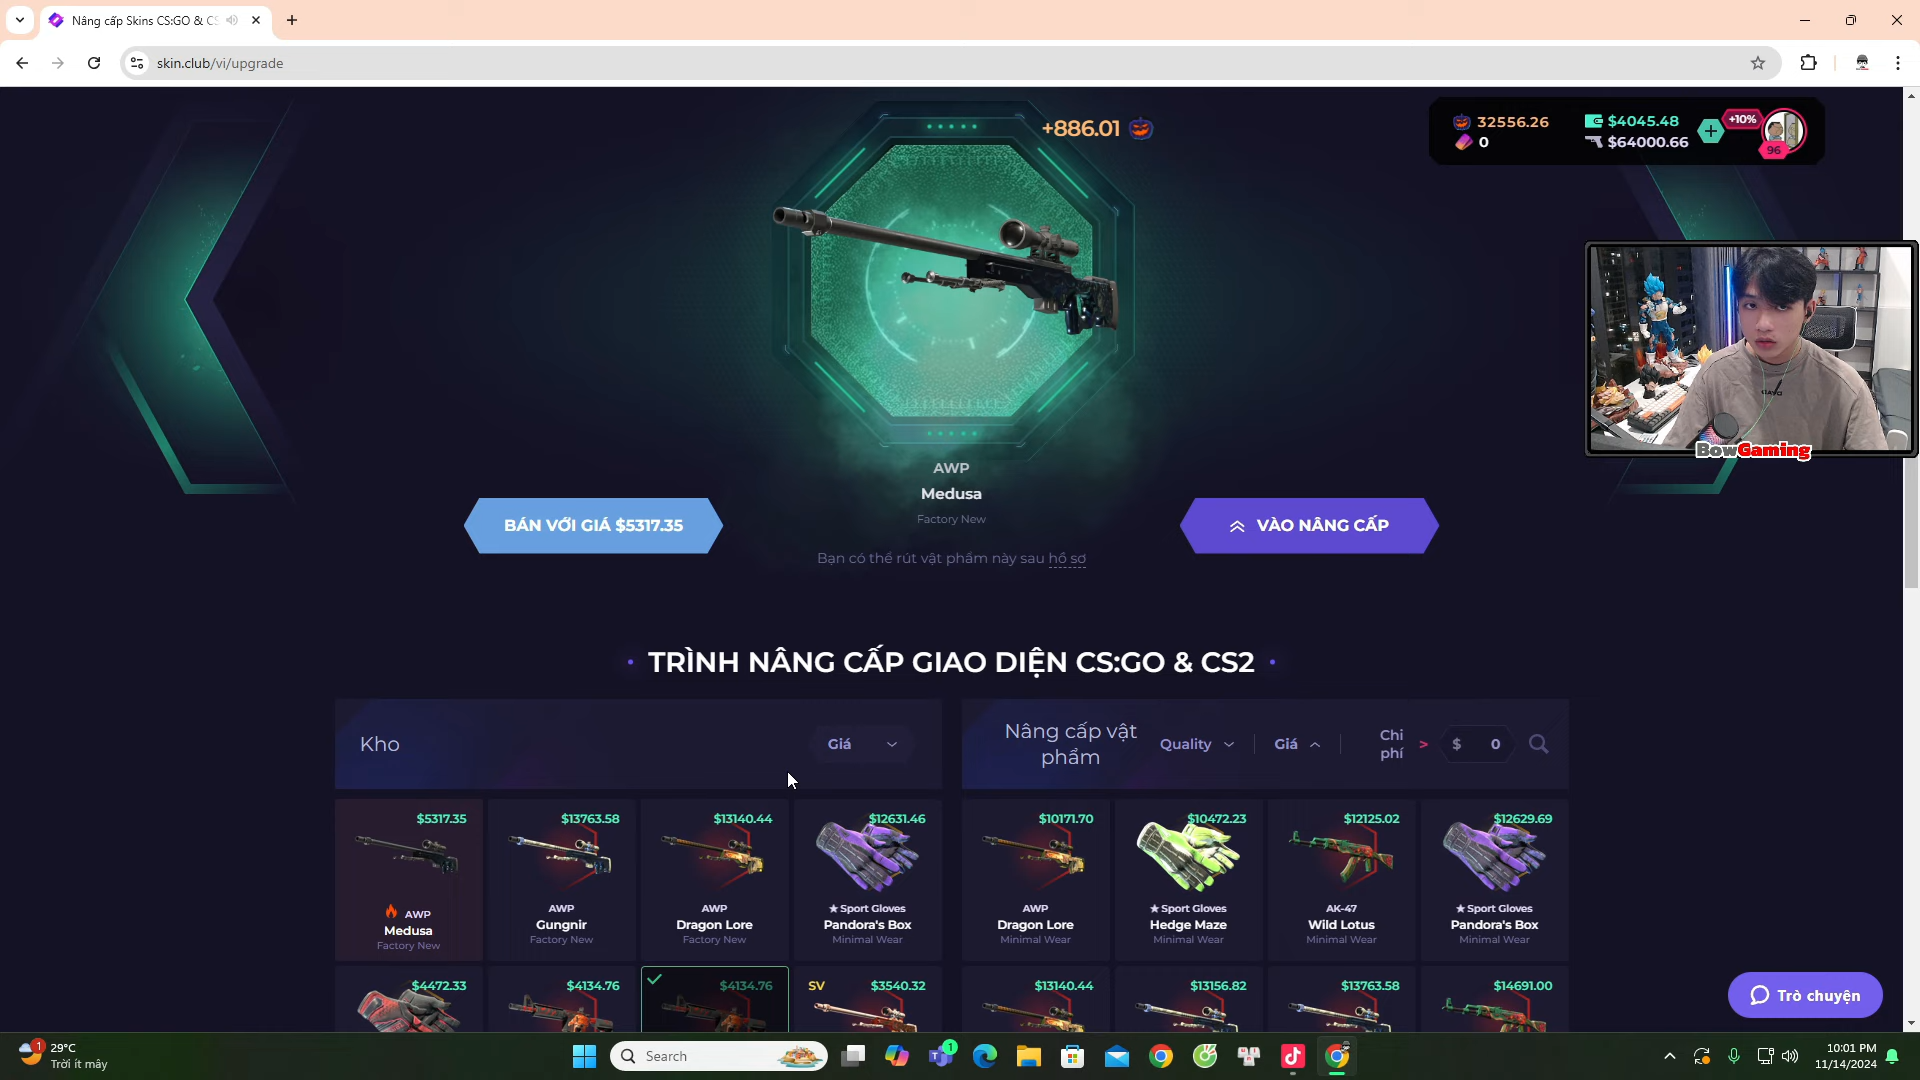 Nâng cấp Skins CS:GO & CS
skin.club/vi/upgrade
+886.01
32556.26
0
$4045.48
$64000.66
+10%
96
AWP
Medusa
Factory New
BÁN VỚI GIÁ $5317.35
VÀO NÂNG CẤP
Bạn có thể rút vật phẩm này sau hồ sơ
BowGaming
TRÌNH NÂNG CẤP GIAO DIỆN CS:GO & CS2
Kho
Giá
Nâng cấp vật
phẩm
Quality
Giá
Chi
phí
>
$ 0
$5317.35
AWP
Medusa
Factory New
$13763.58
AWP
Gungnir
Factory New
$13140.44
AWP
Dragon Lore
Factory New
$12631.46
★ Sport Gloves
Pandora's Box
Minimal Wear
$10171.70
AWP
Dragon Lore
Minimal Wear
$10472.23
★ Sport Gloves
Hedge Maze
Minimal Wear
$12125.02
AK-47
Wild Lotus
Minimal Wear
$12629.69
★ Sport Gloves
Pandora's Box
Minimal Wear
$4472.33
$4134.76
$4134.76
SV
$3540.32
$13140.44
$13156.82
$13763.58
$14691.00
Trò chuyện
1
29°C
Trời ít mây
Search
1
10:01 PM
11/14/2024